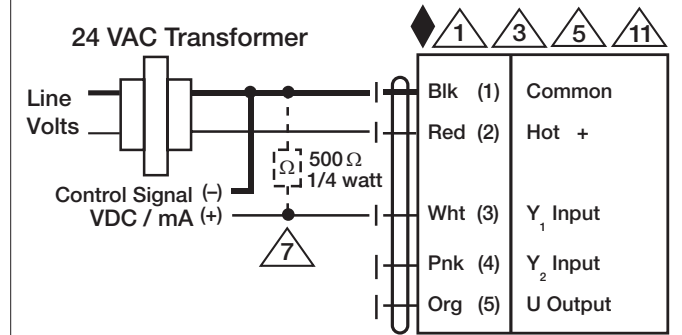 1 3 5 11
24 VAC Transformer
Line
Volts
Blk (1) Common
Red (2) Hot +
Ω 500 Ω
1/4 watt
Control Signal (–)
VDC / mA (+)
Wht (3) Y1 Input
7
Pnk (4) Y2 Input
Org (5) U Output